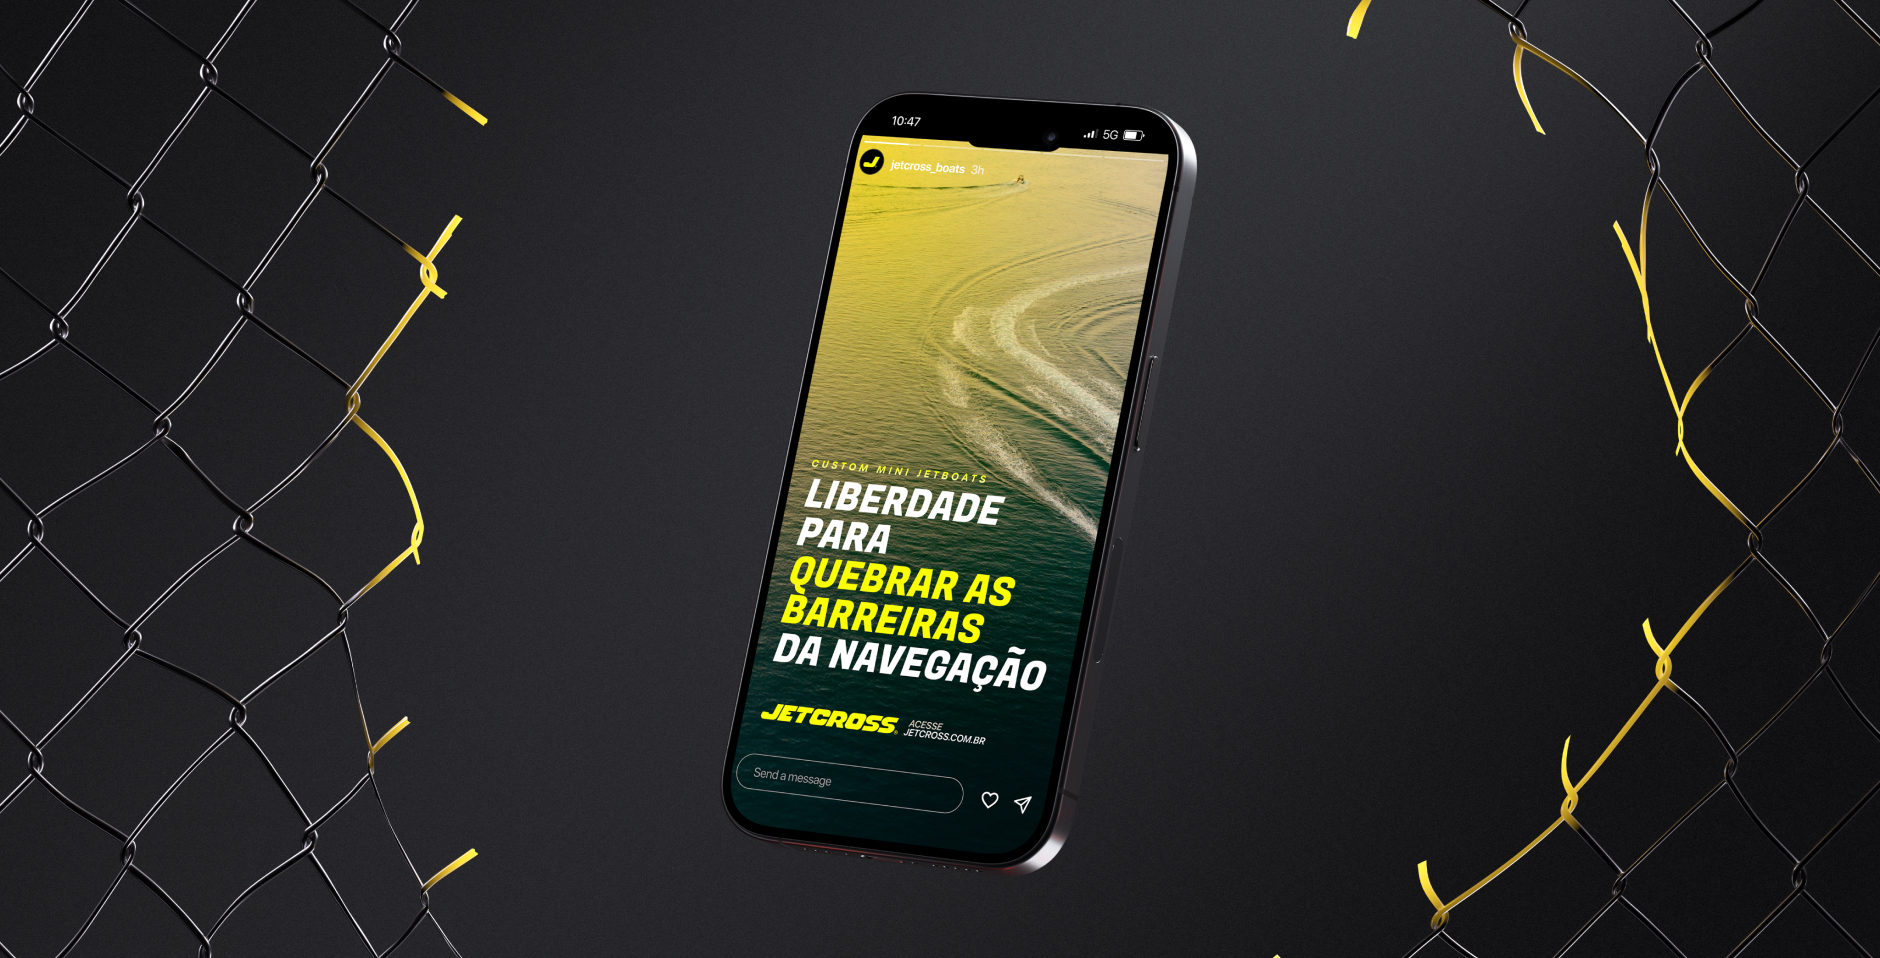 10:47
5G
jetcross_boats 3h
CUSTOM MINI JETBOATS
LIBERDADE
PARA
QUEBRAR AS
BARREIRAS
DA NAVEGAÇÃO
JETCROSS
ACESSE
JETCROSS.COM.BR
Send a message